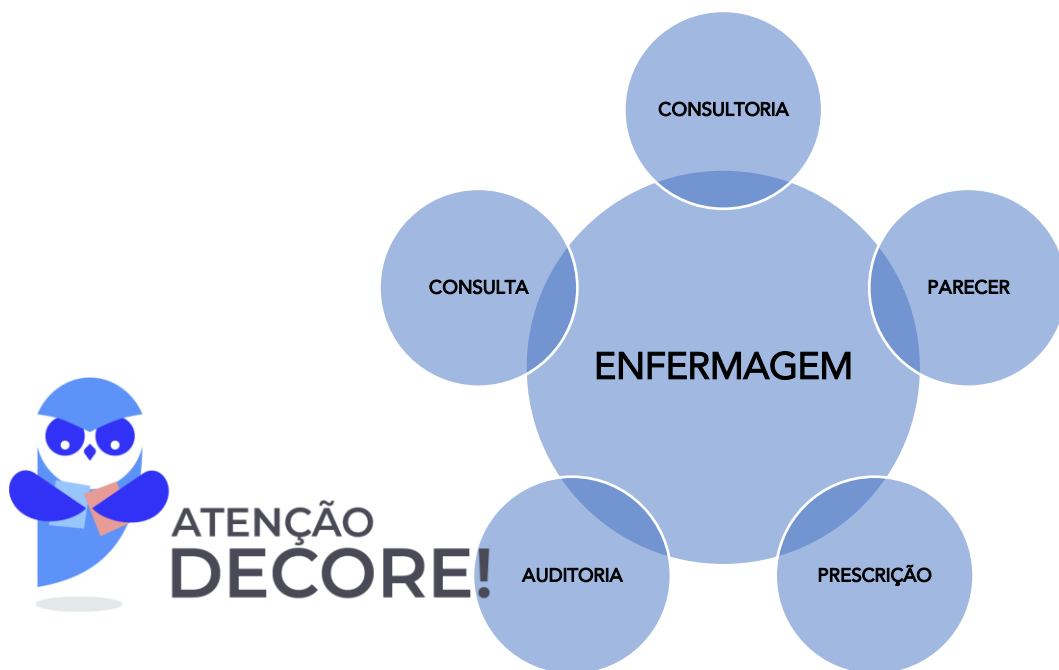 CONSULTORIA
CONSULTA
PARECER
ENFERMAGEM
ATENÇÃO
DECORE!
AUDITORIA
PRESCRIÇÃO